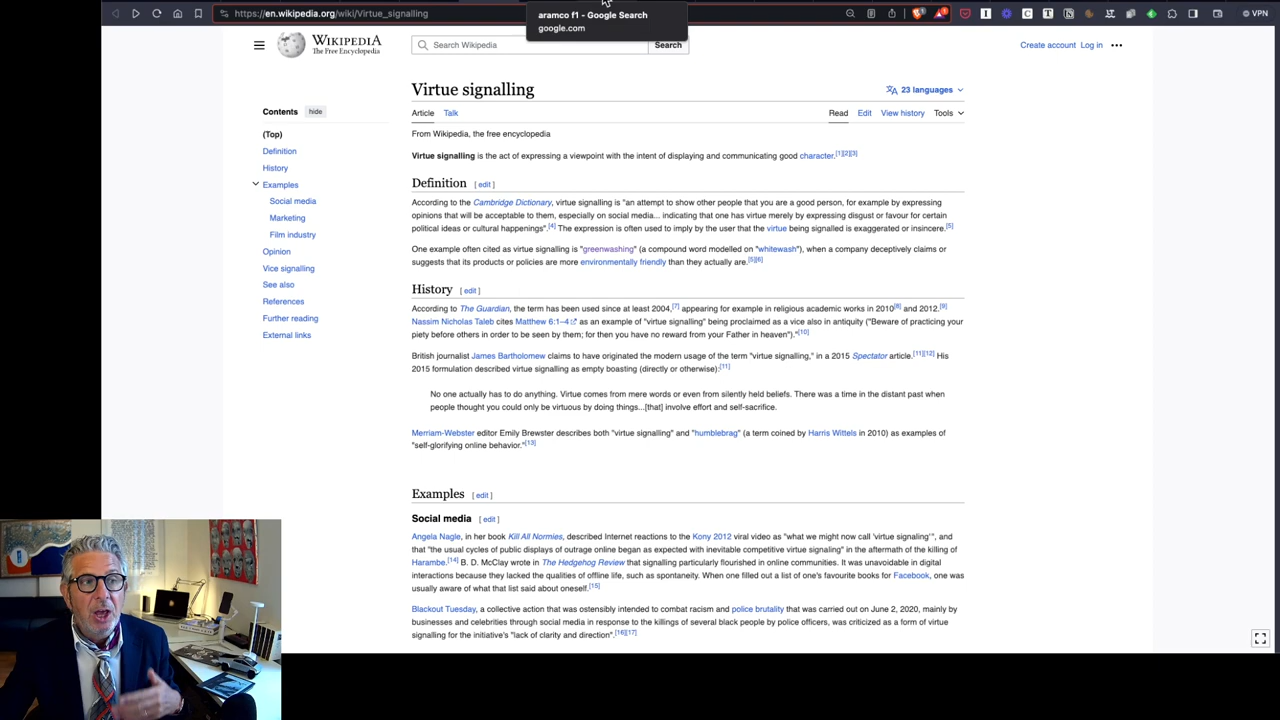 https://en.wikipedia.org/wiki/Virtue_signalling
VPN
aramco f1 - Google Search
google.com
WIKIPEDIA
The Free Encyclopedia
Search Wikipedia
Search
Create account Log in •••
Contents hide
(Top)
Definition
History
Examples
Social media
Marketing
Film industry
Opinion
Vice signalling
See also
References
Further reading
External links
Virtue signalling
23 languages
Article Talk
Read Edit View history Tools
From Wikipedia, the free encyclopedia
Virtue signalling is the act of expressing a viewpoint with the intent of displaying and communicating good character.[1][2][3]
Definition [ edit ]
According to the Cambridge Dictionary, virtue signalling is "an attempt to show other people that you are a good person, for example by expressing
opinions that will be acceptable to them, especially on social media... indicating that one has virtue merely by expressing disgust or favour for certain
political ideas or cultural happenings".[4] The expression is often used to imply by the user that the virtue being signalled is exaggerated or insincere.[5]
One example often cited as virtue signalling is "greenwashing" (a compound word modelled on "whitewash"), when a company deceptively claims or
suggests that its products or policies are more environmentally friendly than they actually are.[5][6]
History [ edit ]
According to The Guardian, the term has been used since at least 2004,[7] appearing for example in religious academic works in 2010[8] and 2012.[9]
Nassim Nicholas Taleb cites Matthew 6:1–4 as an example of "virtue signalling" being proclaimed as a vice also in antiquity ("Beware of practicing your
piety before others in order to be seen by them; for then you have no reward from your Father in heaven")."[10]
British journalist James Bartholomew claims to have originated the modern usage of the term "virtue signalling," in a 2015 Spectator article.[11][12] His
2015 formulation described virtue signalling as empty boasting (directly or otherwise):[11]
No one actually has to do anything. Virtue comes from mere words or even from silently held beliefs. There was a time in the distant past when
people thought you could only be virtuous by doing things...[that] involve effort and self-sacrifice.
Merriam-Webster editor Emily Brewster describes both "virtue signalling" and "humblebrag" (a term coined by Harris Wittels in 2010) as examples of
"self-glorifying online behavior."[13]
Examples [ edit ]
Social media [ edit ]
Angela Nagle, in her book Kill All Normies, described Internet reactions to the Kony 2012 viral video as "what we might now call 'virtue signaling'", and
that "the usual cycles of public displays of outrage online began as expected with inevitable competitive virtue signaling" in the aftermath of the killing of
Harambe.[14] B. D. McClay wrote in The Hedgehog Review that signalling particularly flourished in online communities. It was unavoidable in digital
interactions because they lacked the qualities of offline life, such as spontaneity. When one filled out a list of one's favourite books for Facebook, one was
usually aware of what that list said about oneself.[15]
Blackout Tuesday, a collective action that was ostensibly intended to combat racism and police brutality that was carried out on June 2, 2020, mainly by
businesses and celebrities through social media in response to the killings of several black people by police officers, was criticized as a form of virtue
signalling for the initiative's "lack of clarity and direction".[16][17]